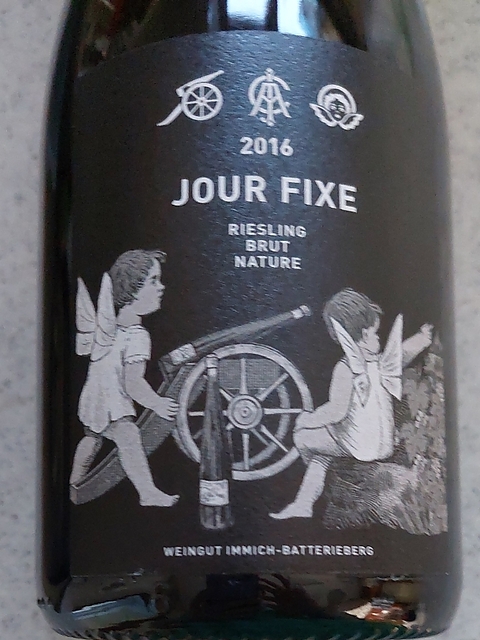 2016
JOUR FIXE
RIESLING
BRUT
NATURE
WEINGUT IMMICH-BATTERIEBERG